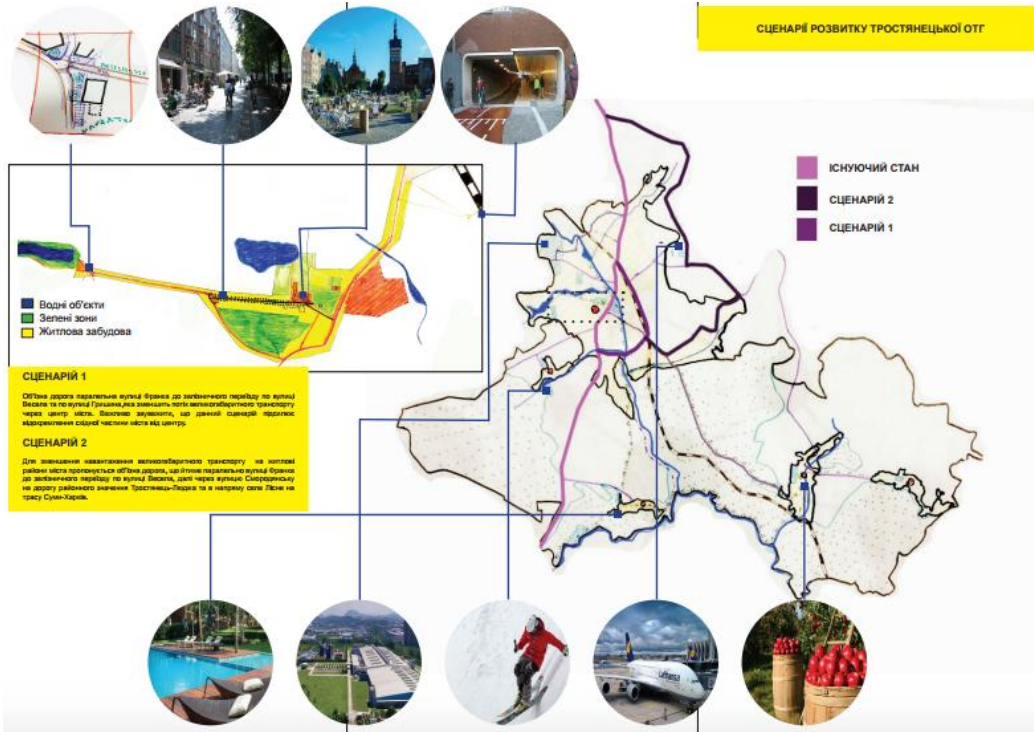 СЦЕНАРІЇ РОЗВИТКУ ТРОСТЯНЕЦЬКОЇ ОТГ
ІСНУЮЧИЙ СТАН
СЦЕНАРІЙ 2
СЦЕНАРІЙ 1
Водні об'єкти
Зелені зони
Житлова забудова
СЦЕНАРІЙ 1
Об'їзна дорога паралельна вулиці Франка до залізничного переїзду по вулиці
Весела та по вулиці Гришина,яка зменшить потік великогабаритного транспорту
через центр міста. Важливо зауважити, що даний сценарій підсилює
відокремлення східної частини міста від центру.
СЦЕНАРІЙ 2
Для зменшення навантаження великогабаритного транспорту на житлові
райони міста пропонується об'їзна дорога, що йтиме паралельно вулиці Франка
до залізничного переїзду по вулиці Весела, далі через вулицю Смородинську
на дорогу районного значення Тростянець-Люджа та в напряму села Лісне на
трасу Суми-Харків.
Lufthansa